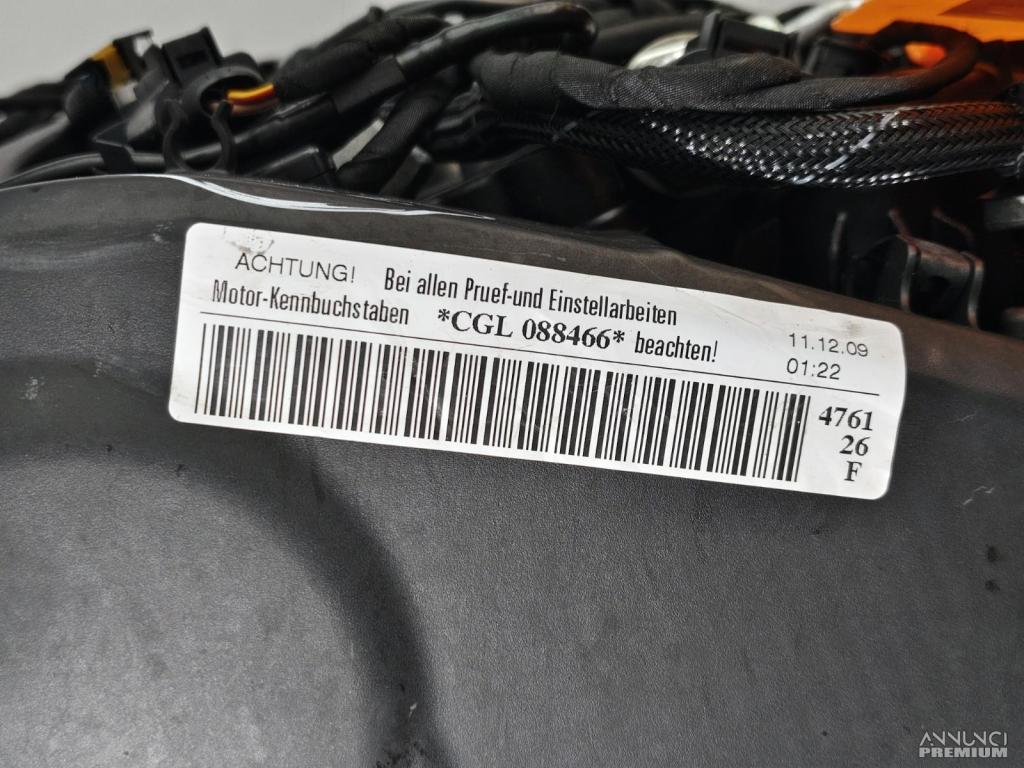 ACHTUNG! Bei allen Pruef-und Einstellarbeiten
Motor-Kennbuchstaben *CGL 088466* beachten!
11.12.09
01:22
4761
26
F
ANNUNCI
PREMIUM